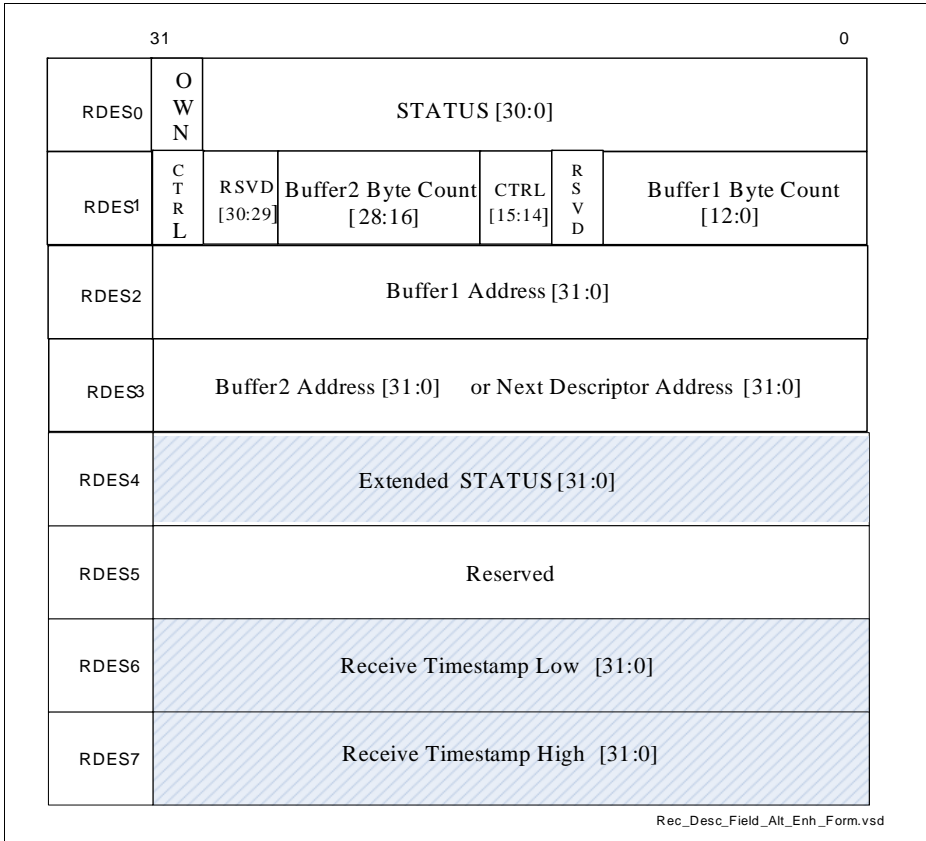 31 0
RDES0 OWN STATUS [30:0]
RDES1 CTRL RSVD [30:29] Buffer2 Byte Count [28:16] CTRL [15:14] RSVD Buffer1 Byte Count [12:0]
RDES2 Buffer1 Address [31:0]
RDES3 Buffer2 Address [31:0] or Next Descriptor Address [31:0]
RDES4 Extended STATUS [31:0]
RDES5 Reserved
RDES6 Receive Timestamp Low [31:0]
RDES7 Receive Timestamp High [31:0]
Rec_Desc_Field_Alt_Enh_Form.vsd